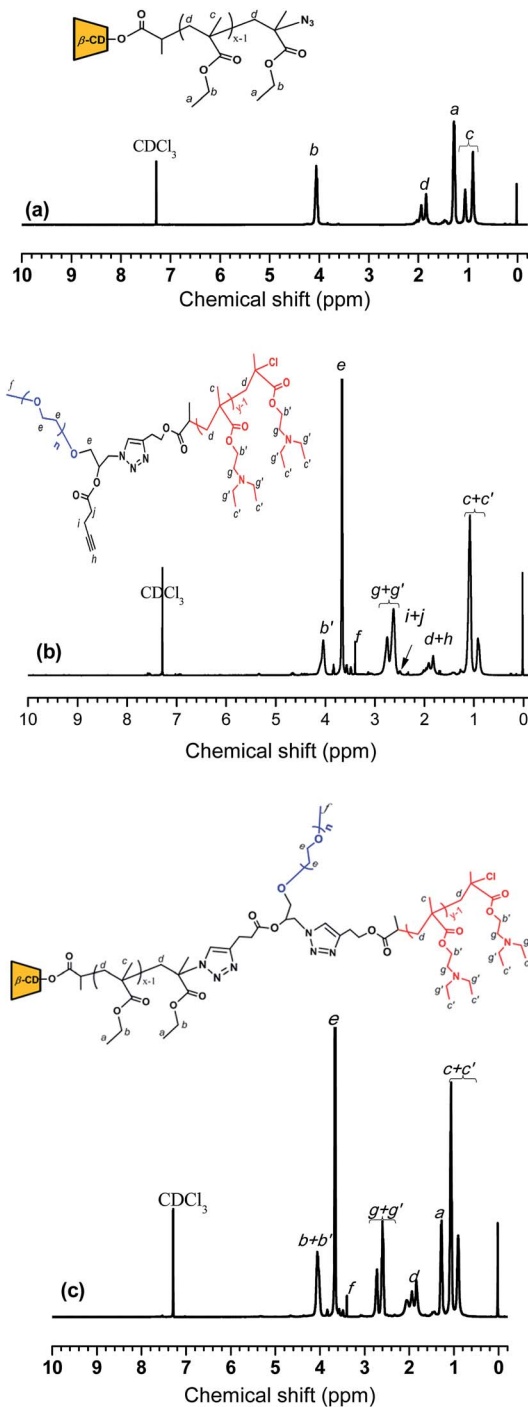 β-CD
O
O
d
c
x-1
d
N3
O
O
O
O
b
a
b
a
CDCl3
b
d
a
c
(a)
10 9 8 7 6 5 4 3 2 1 0
Chemical shift (ppm)
e
f
O
e
e
n
O
e
N
N=N
O
O
O
j
i
h
O
O
c
d
y-1
d
Cl
O
O
b'
g
N
g'
g'
c'
c'
O
O
b'
g
N
g'
g'
c'
c'
CDCl3
b'
f
g+g'
i+j
d+h
c+c'
(b)
10 9 8 7 6 5 4 3 2 1 0
Chemical shift (ppm)
f
O
n
e
e
O
β-CD
O
O
d
c
x-1
d
N
N=N
O
O
b
a
O
O
b
a
O
O
N
N=N
O
O
c
d
y-1
d
Cl
O
O
b'
g
N
g'
g'
c'
c'
O
O
b'
g
N
g'
g'
c'
c'
e
CDCl3
b+b'
f
g+g'
d
a
c+c'
(c)
10 9 8 7 6 5 4 3 2 1 0
Chemical shift (ppm)